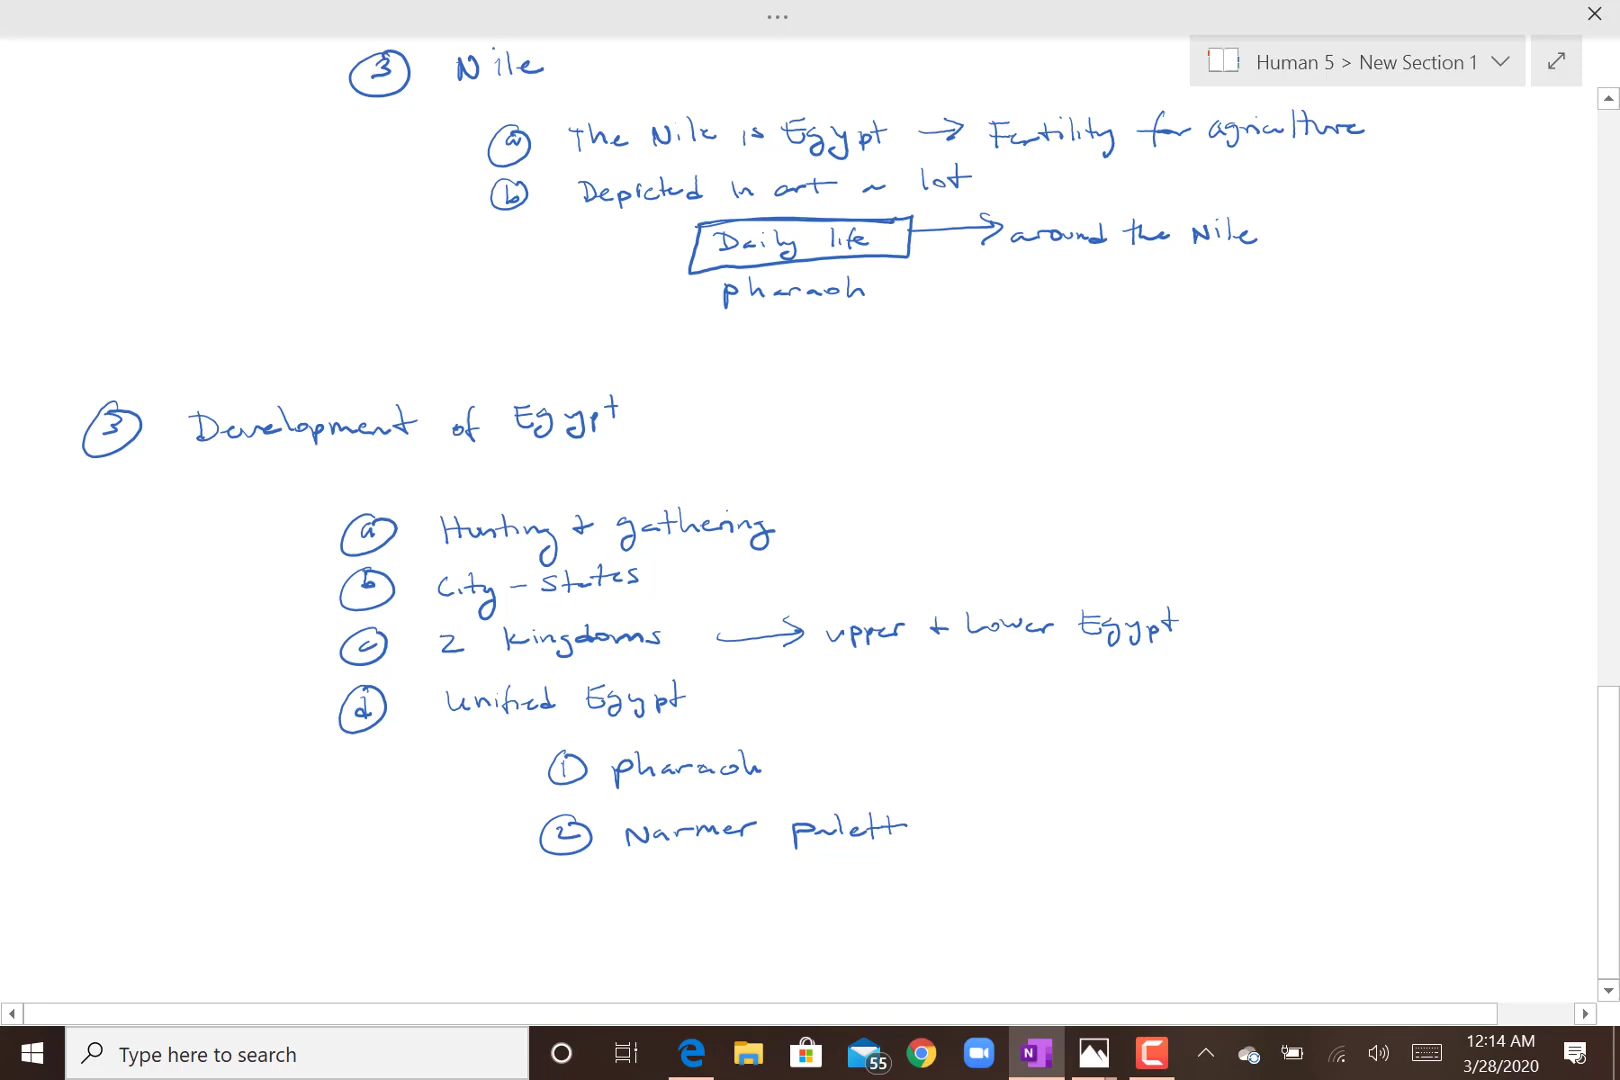 Human 5 > New Section 1
③ Nile
ⓐ The Nile is Egypt → Fertility for agriculture
ⓑ Depicted in art a lot
Daily life → around the Nile
pharaoh
③ Development of Egypt
ⓐ Hunting + gathering
ⓑ City-States
ⓒ 2 Kingdoms → upper + Lower Egypt
ⓓ Unified Egypt
① pharaoh
② Narmer palett
Type here to search
55
N
12:14 AM
3/28/2020